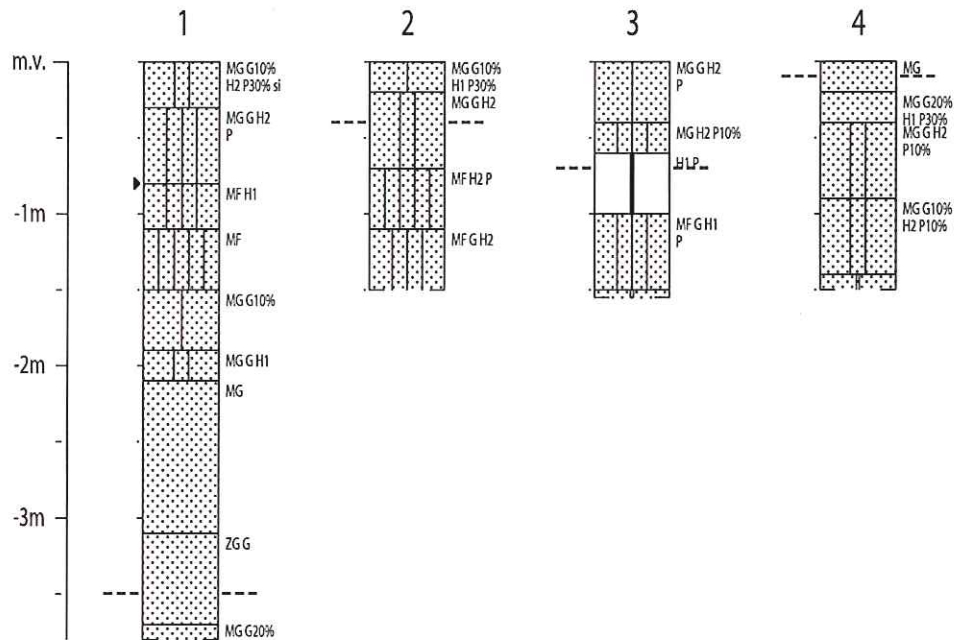 1
2
3
4
m.v.
-1m
-2m
-3m
MG G10%
H2 P30% si
MG G H2
P
MF H1
MF
MG G10%
MG G H1
MG
ZG G
MG G20%
MG G10%
H1 P30%
MG G H2
MF H2 P
MF G H2
MG G H2
P
MG H2 P10%
H1 P
MF G H1
P
MG
MG G20%
H1 P30%
MG G H2
P10%
MG G10%
H2 P10%